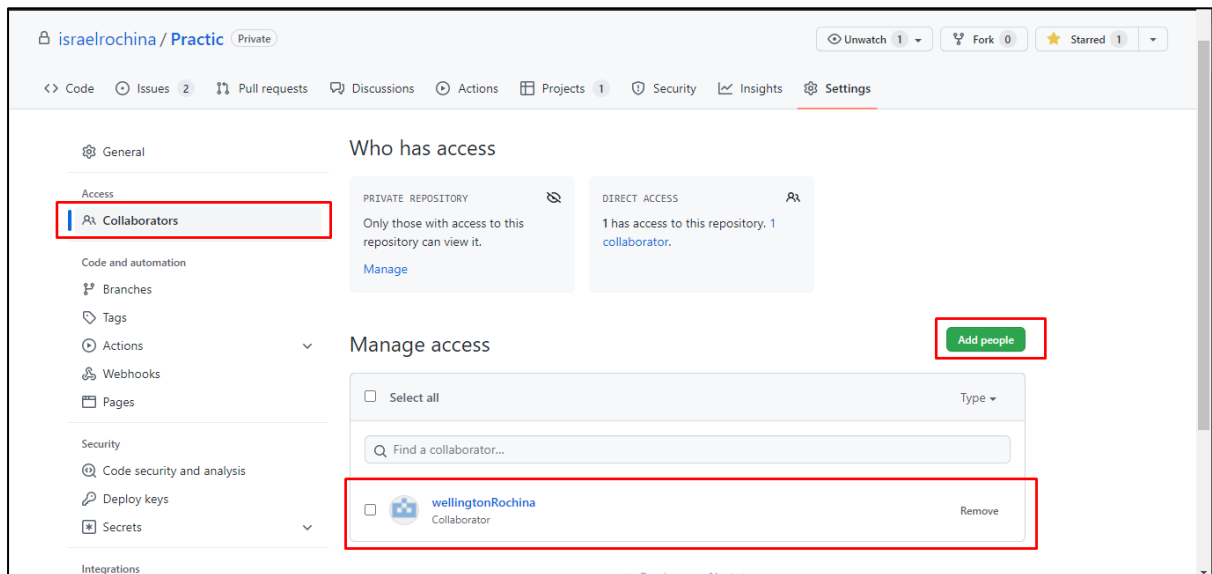 israelrochina / Practic Private
Unwatch 1 Fork 0 Starred 1
<> Code Issues 2 Pull requests Discussions Actions Projects 1 Security Insights Settings
General
Access
Collaborators
Code and automation
Branches
Tags
Actions
Webhooks
Pages
Security
Code security and analysis
Deploy keys
Secrets
Integrations
Who has access
PRIVATE REPOSITORY
Only those with access to this
repository can view it.
Manage
DIRECT ACCESS
1 has access to this repository. 1
collaborator.
Manage access
Add people
Select all
Type
Find a collaborator...
wellingtonRochina
Collaborator
Remove